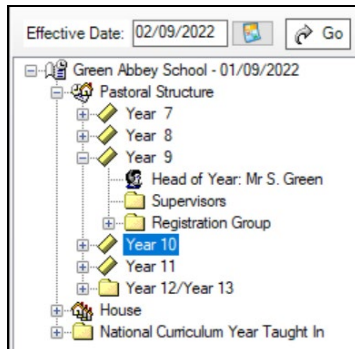 Effective Date: 02/09/2022 Go
Green Abbey School - 01/09/2022
Pastoral Structure
Year 7
Year 8
Year 9
Head of Year: Mr S. Green
Supervisors
Registration Group
Year 10
Year 11
Year 12/Year 13
House
National Curriculum Year Taught In